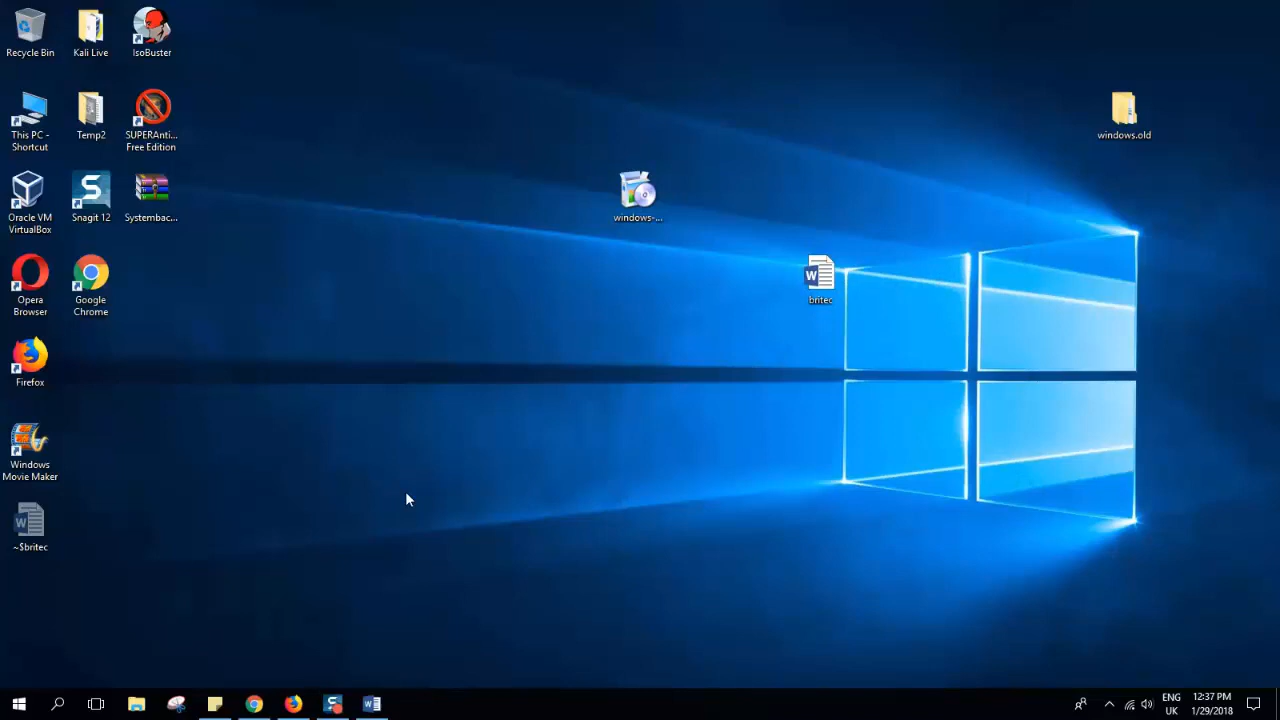 Recycle Bin
Kali Live
IsoBuster
This PC -
Shortcut
Temp2
SUPERAnti...
Free Edition
windows.old
Oracle VM
VirtualBox
Snagit 12
Systembac...
windows-...
Opera
Browser
Google
Chrome
britec
Firefox
Windows
Movie Maker
~$britec
ENG
UK
12:37 PM
1/29/2018